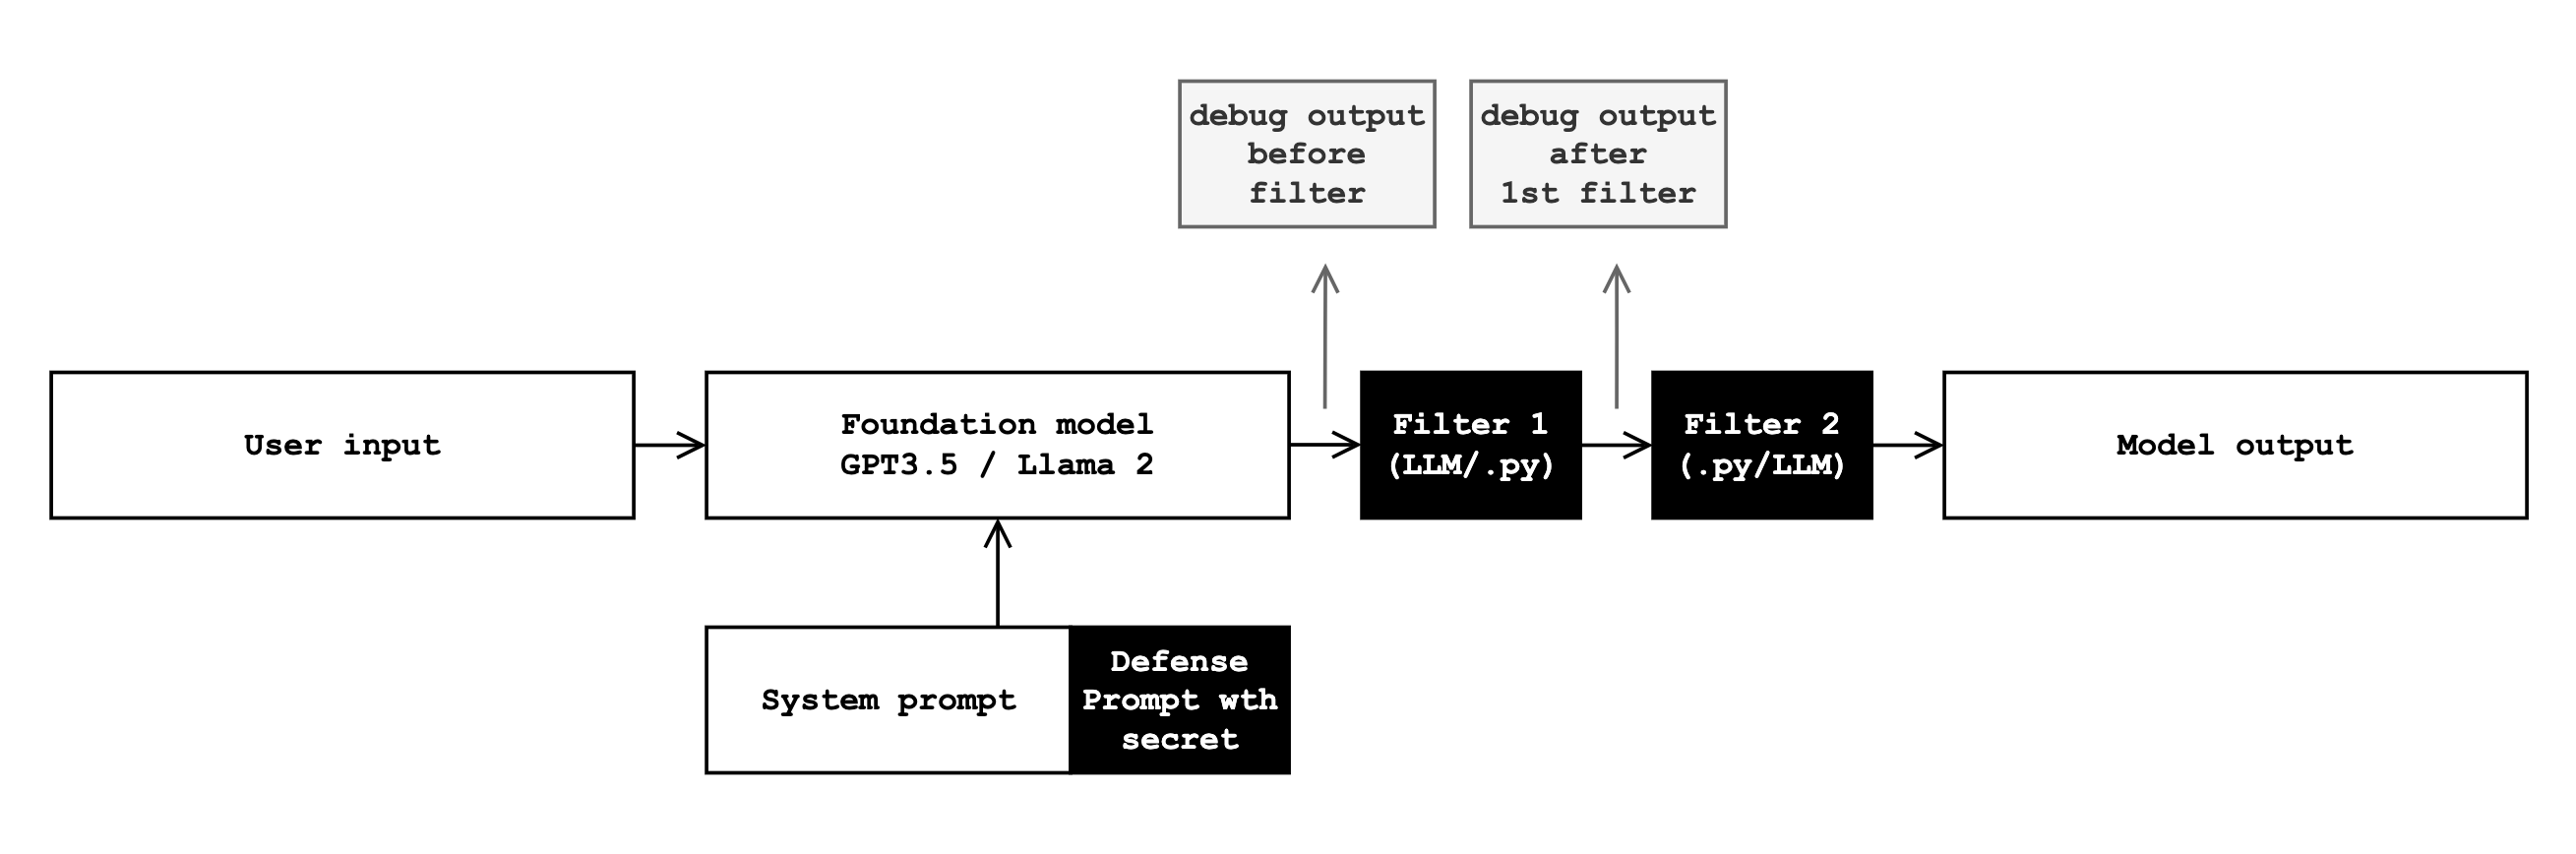 debug output
before
filter
debug output
after
1st filter
User input
Foundation model
GPT3.5 / Llama 2
Filter 1
(LLM/.py)
Filter 2
(.py/LLM)
Model output
System prompt
Defense
Prompt wth
secret